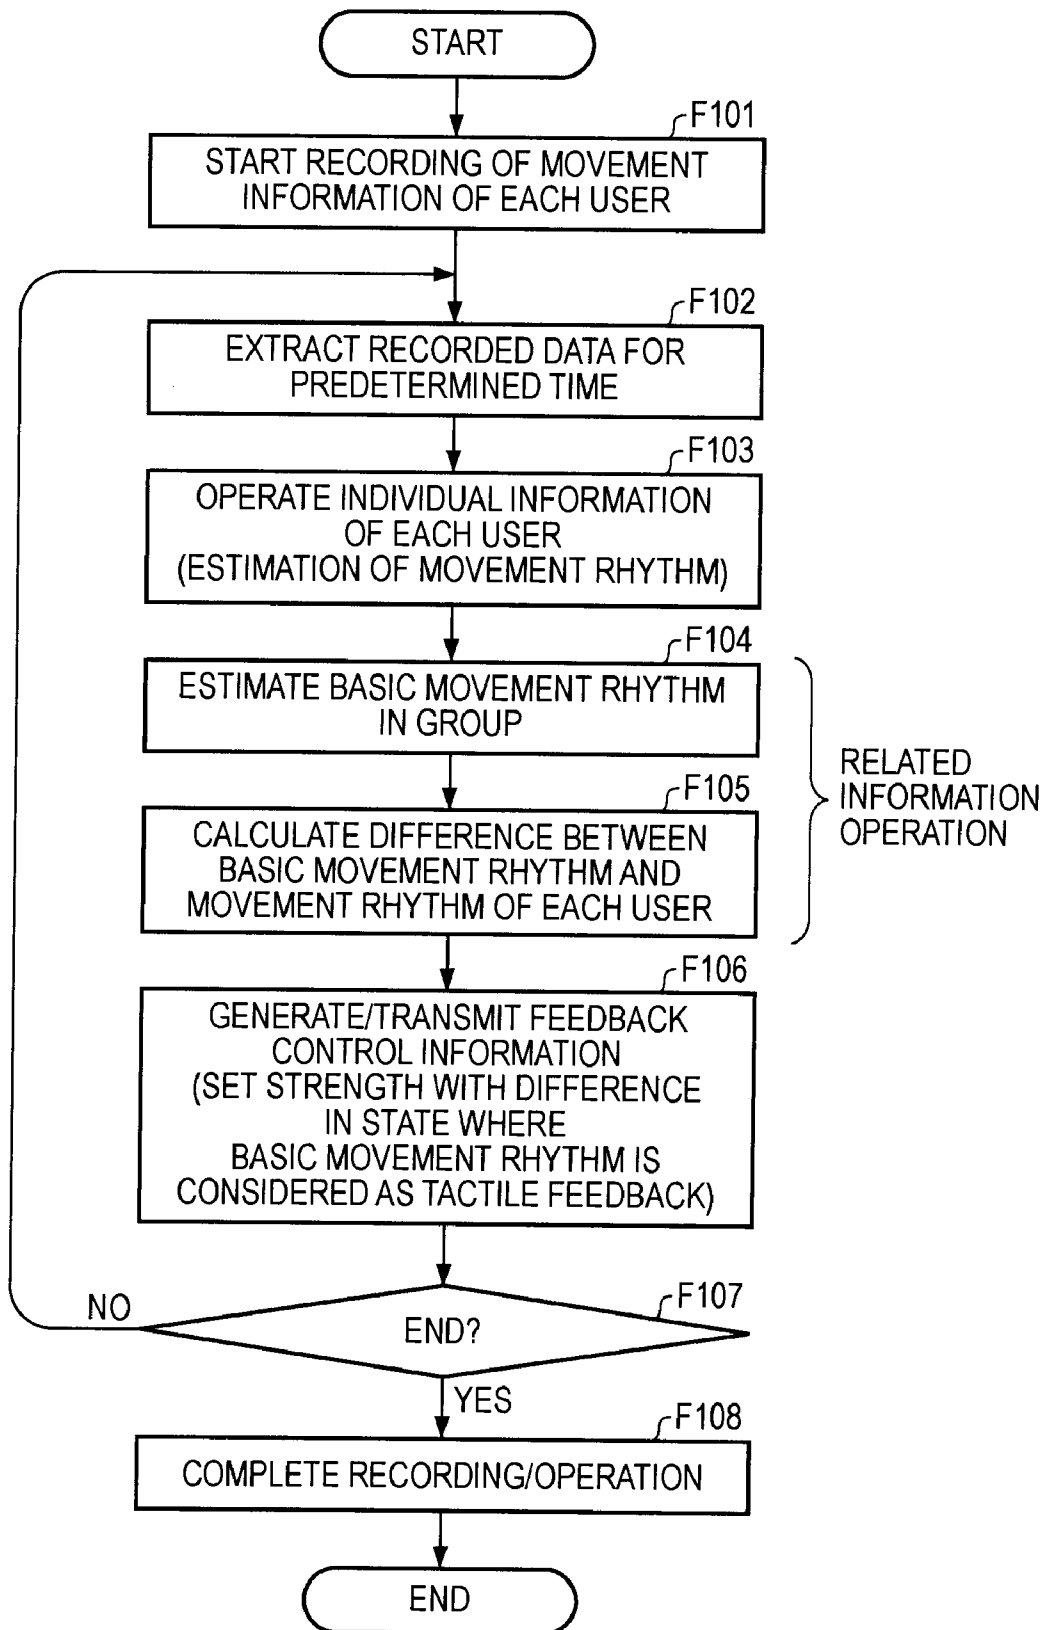 START
F101
START RECORDING OF MOVEMENT
INFORMATION OF EACH USER
F102
EXTRACT RECORDED DATA FOR
PREDETERMINED TIME
F103
OPERATE INDIVIDUAL INFORMATION
OF EACH USER
(ESTIMATION OF MOVEMENT RHYTHM)
F104
ESTIMATE BASIC MOVEMENT RHYTHM
IN GROUP
F105
CALCULATE DIFFERENCE BETWEEN
BASIC MOVEMENT RHYTHM AND
MOVEMENT RHYTHM OF EACH USER
RELATED
INFORMATION
OPERATION
F106
GENERATE/TRANSMIT FEEDBACK
CONTROL INFORMATION
(SET STRENGTH WITH DIFFERENCE
IN STATE WHERE
BASIC MOVEMENT RHYTHM IS
CONSIDERED AS TACTILE FEEDBACK)
F107
NO
END?
YES
F108
COMPLETE RECORDING/OPERATION
END